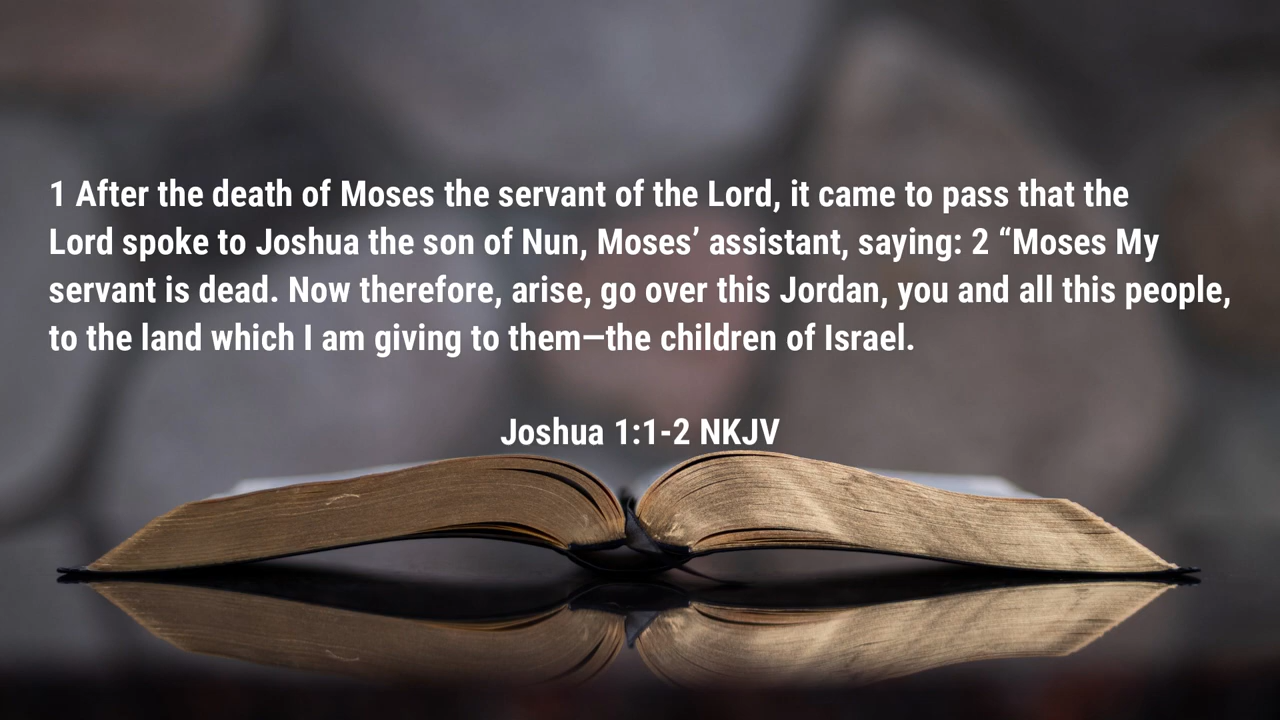 1 After the death of Moses the servant of the Lord, it came to pass that the
Lord spoke to Joshua the son of Nun, Moses’ assistant, saying: 2 “Moses My
servant is dead. Now therefore, arise, go over this Jordan, you and all this people,
to the land which I am giving to them—the children of Israel.
Joshua 1:1-2 NKJV